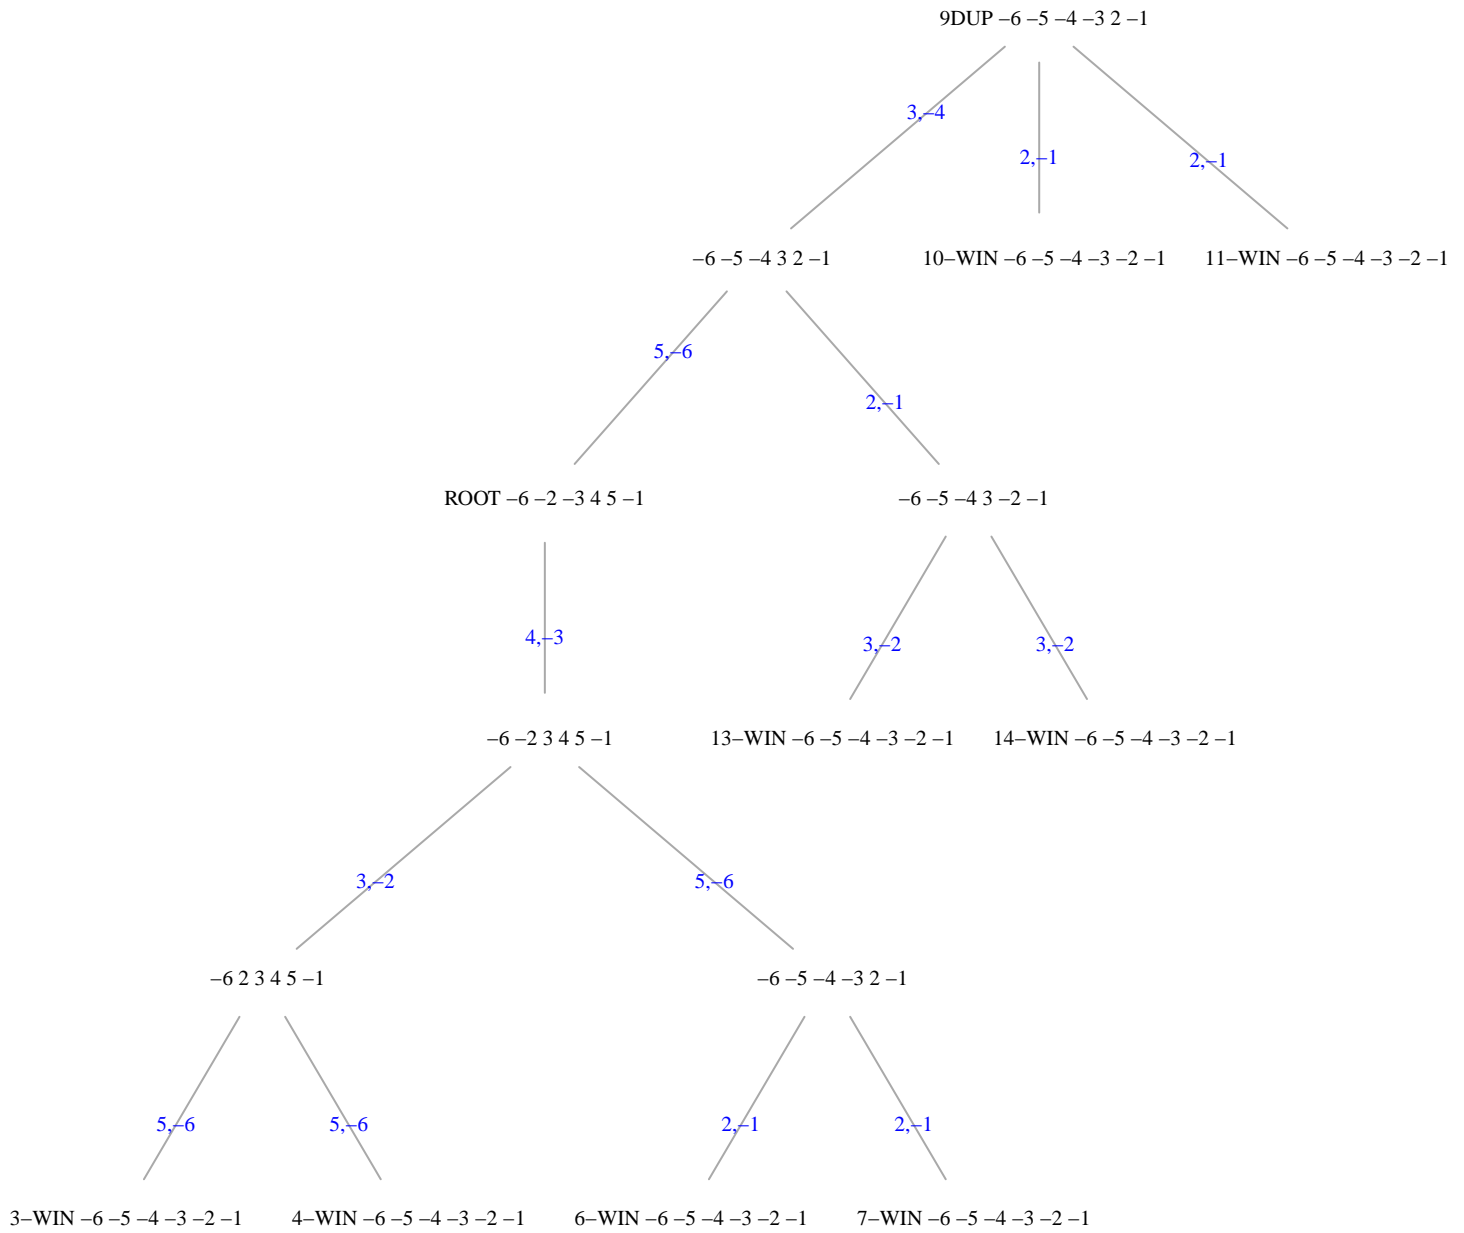 9DUP –6 –5 –4 –3 2 –1
3,–4
2,–1
2,–1
–6 –5 –4 3 2 –1
10–WIN –6 –5 –4 –3 –2 –1
11–WIN –6 –5 –4 –3 –2 –1
5,–6
2,–1
ROOT –6 –2 –3 4 5 –1
–6 –5 –4 3 –2 –1
4,–3
3,–2
3,–2
–6 –2 3 4 5 –1
13–WIN –6 –5 –4 –3 –2 –1
14–WIN –6 –5 –4 –3 –2 –1
3,–2
5,–6
–6 2 3 4 5 –1
–6 –5 –4 –3 2 –1
5,–6
5,–6
2,–1
2,–1
3–WIN –6 –5 –4 –3 –2 –1
4–WIN –6 –5 –4 –3 –2 –1
6–WIN –6 –5 –4 –3 –2 –1
7–WIN –6 –5 –4 –3 –2 –1